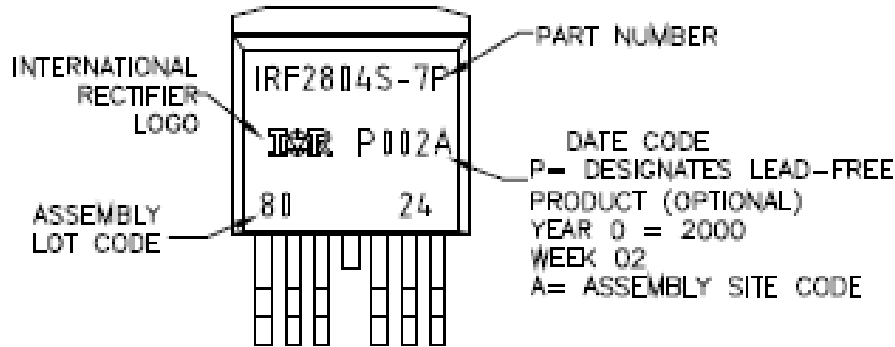 PART NUMBER
INTERNATIONAL
RECTIFIER
LOGO
IRF2804S-7P
IOR P002A
80 24
ASSEMBLY
LOT CODE
DATE CODE
P= DESIGNATES LEAD-FREE
PRODUCT (OPTIONAL)
YEAR 0 = 2000
WEEK 02
A= ASSEMBLY SITE CODE